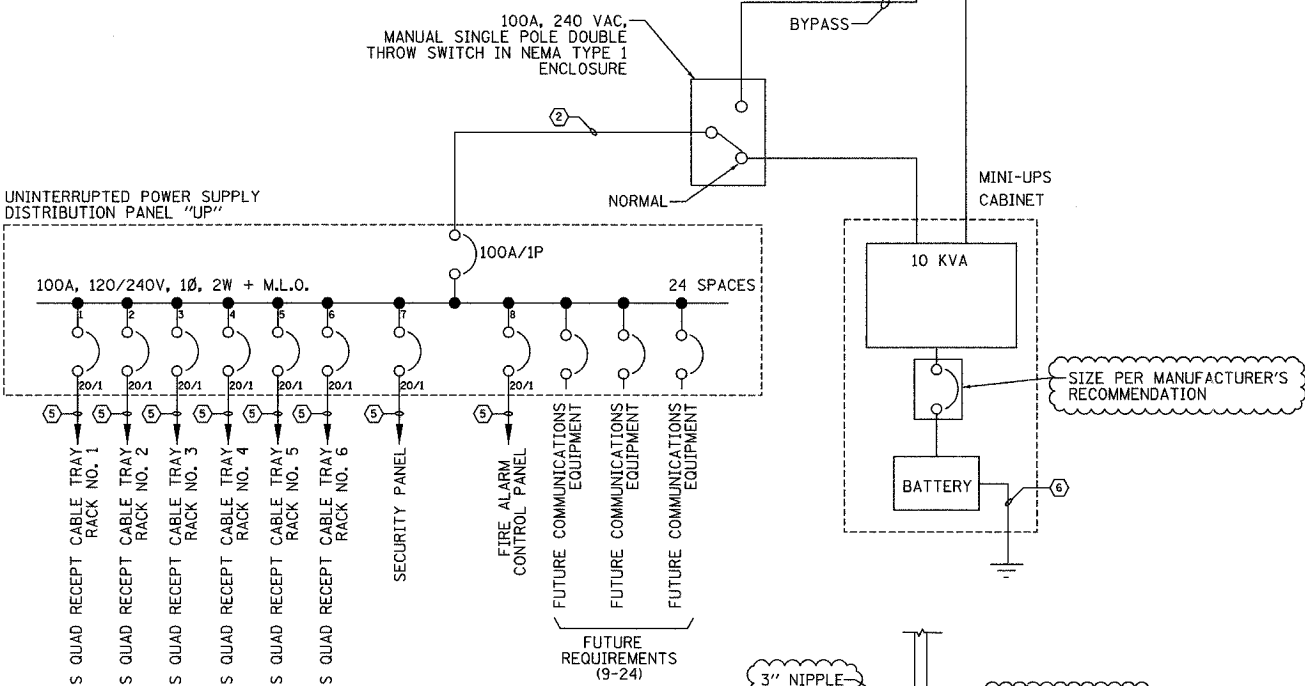 100A, 240 VAC,
MANUAL SINGLE POLE DOUBLE
THROW SWITCH IN NEMA TYPE 1
ENCLOSURE
BYPASS
2
NORMAL
MINI-UPS
CABINET
UNINTERRUPTED POWER SUPPLY
DISTRIBUTION PANEL "UP"
100A/1P
100A, 120/240V, 1Ø, 2W + M.L.O.
24 SPACES
10 KVA
1
2
3
4
5
6
7
8
20/1
20/1
20/1
20/1
20/1
20/1
20/1
20/1
5
5
5
5
5
5
5
5
SIZE PER MANUFACTURER'S
RECOMMENDATION
BATTERY
6
S QUAD RECEPT CABLE TRAY
RACK NO. 1
S QUAD RECEPT CABLE TRAY
RACK NO. 2
S QUAD RECEPT CABLE TRAY
RACK NO. 3
S QUAD RECEPT CABLE TRAY
RACK NO. 4
S QUAD RECEPT CABLE TRAY
RACK NO. 5
S QUAD RECEPT CABLE TRAY
RACK NO. 6
SECURITY PANEL
FIRE ALARM
CONTROL PANEL
FUTURE COMMUNICATIONS
EQUIPMENT
FUTURE COMMUNICATIONS
EQUIPMENT
FUTURE COMMUNICATIONS
EQUIPMENT
FUTURE
REQUIREMENTS
(9-24)
3" NIPPLE